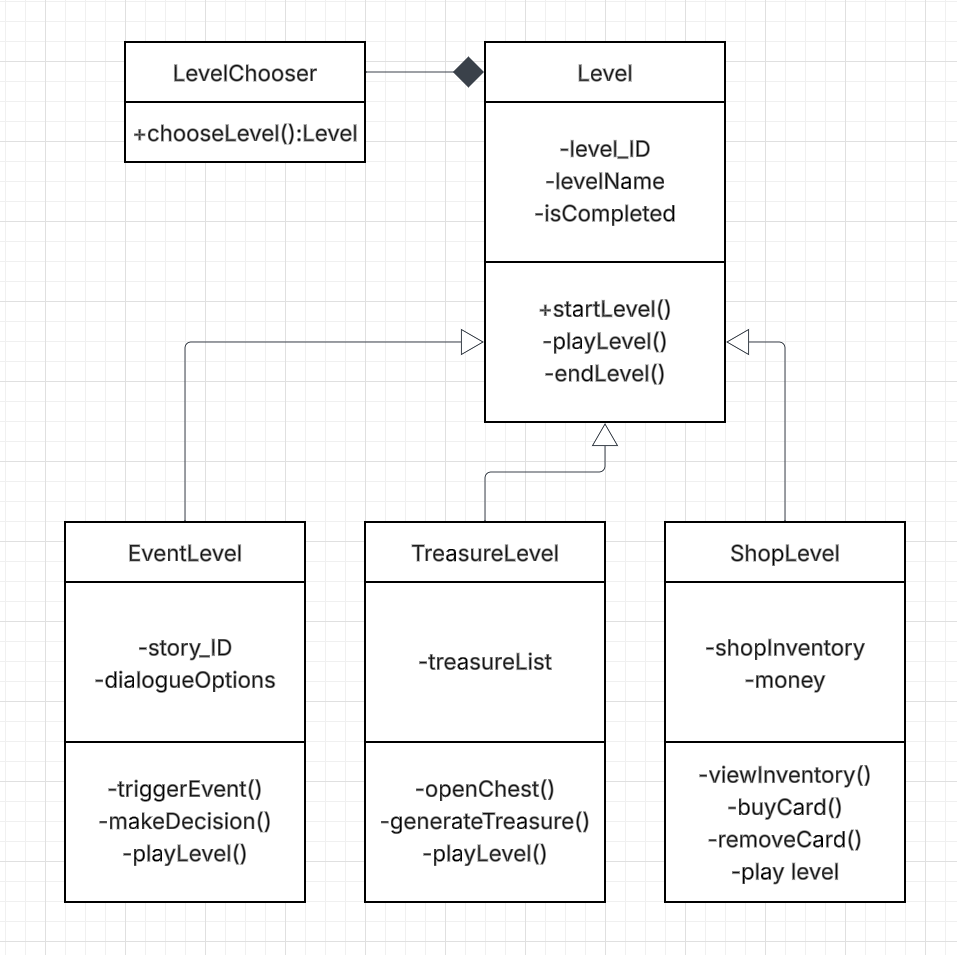 LevelChooser
+chooseLevel():Level
Level
-level_ID
-levelName
-isCompleted
+startLevel()
-playLevel()
-endLevel()
EventLevel
-story_ID
-dialogueOptions
-triggerEvent()
-makeDecision()
-playLevel()
TreasureLevel
-treasureList
-openChest()
-generateTreasure()
-playLevel()
ShopLevel
-shopInventory
-money
-viewInventory()
-buyCard()
-removeCard()
-play level